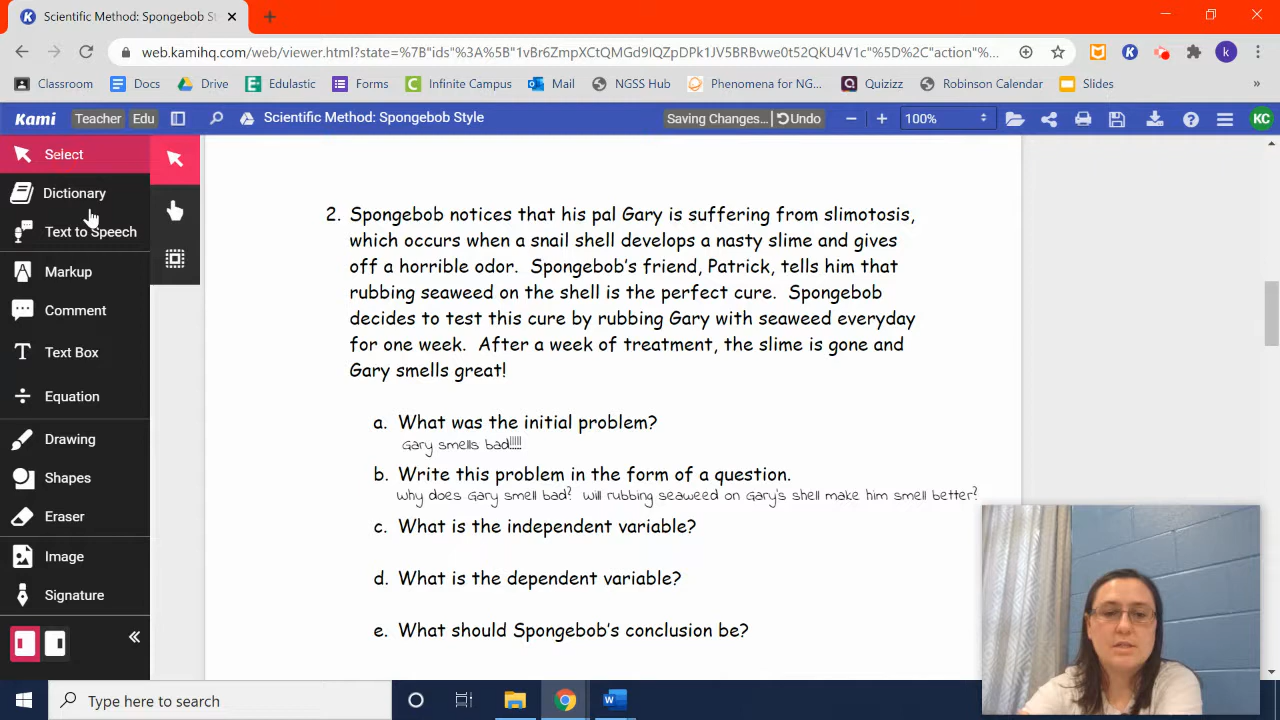 Scientific Method: Spongebob St
web.kamihq.com/web/viewer.html?state=%7B"ids"%3A%5B"1vBr6ZmpXCtQMGd9IQZpDPk1JV5BRBvwe0t52QKU4V1c"%5D%2C"action"%...
Classroom Docs Drive Edulastic Forms Infinite Campus Mail NGSS Hub Phenomena for NG... Quizizz Robinson Calendar Slides »
Kami Teacher Edu Scientific Method: Spongebob Style Saving Changes... Undo 100% KC
Select
Dictionary
Text to Speech
Markup
Comment
Text Box
Equation
Drawing
Shapes
Eraser
Image
Signature
2. Spongebob notices that his pal Gary is suffering from slimotosis,
which occurs when a snail shell develops a nasty slime and gives
off a horrible odor. Spongebob's friend, Patrick, tells him that
rubbing seaweed on the shell is the perfect cure. Spongebob
decides to test this cure by rubbing Gary with seaweed everyday
for one week. After a week of treatment, the slime is gone and
Gary smells great!
a. What was the initial problem?
Gary smells bad!!!!!
b. Write this problem in the form of a question.
Why does Gary smell bad? Will rubbing seaweed on Gary's shell make him smell better?
c. What is the independent variable?
d. What is the dependent variable?
e. What should Spongebob's conclusion be?
Type here to search